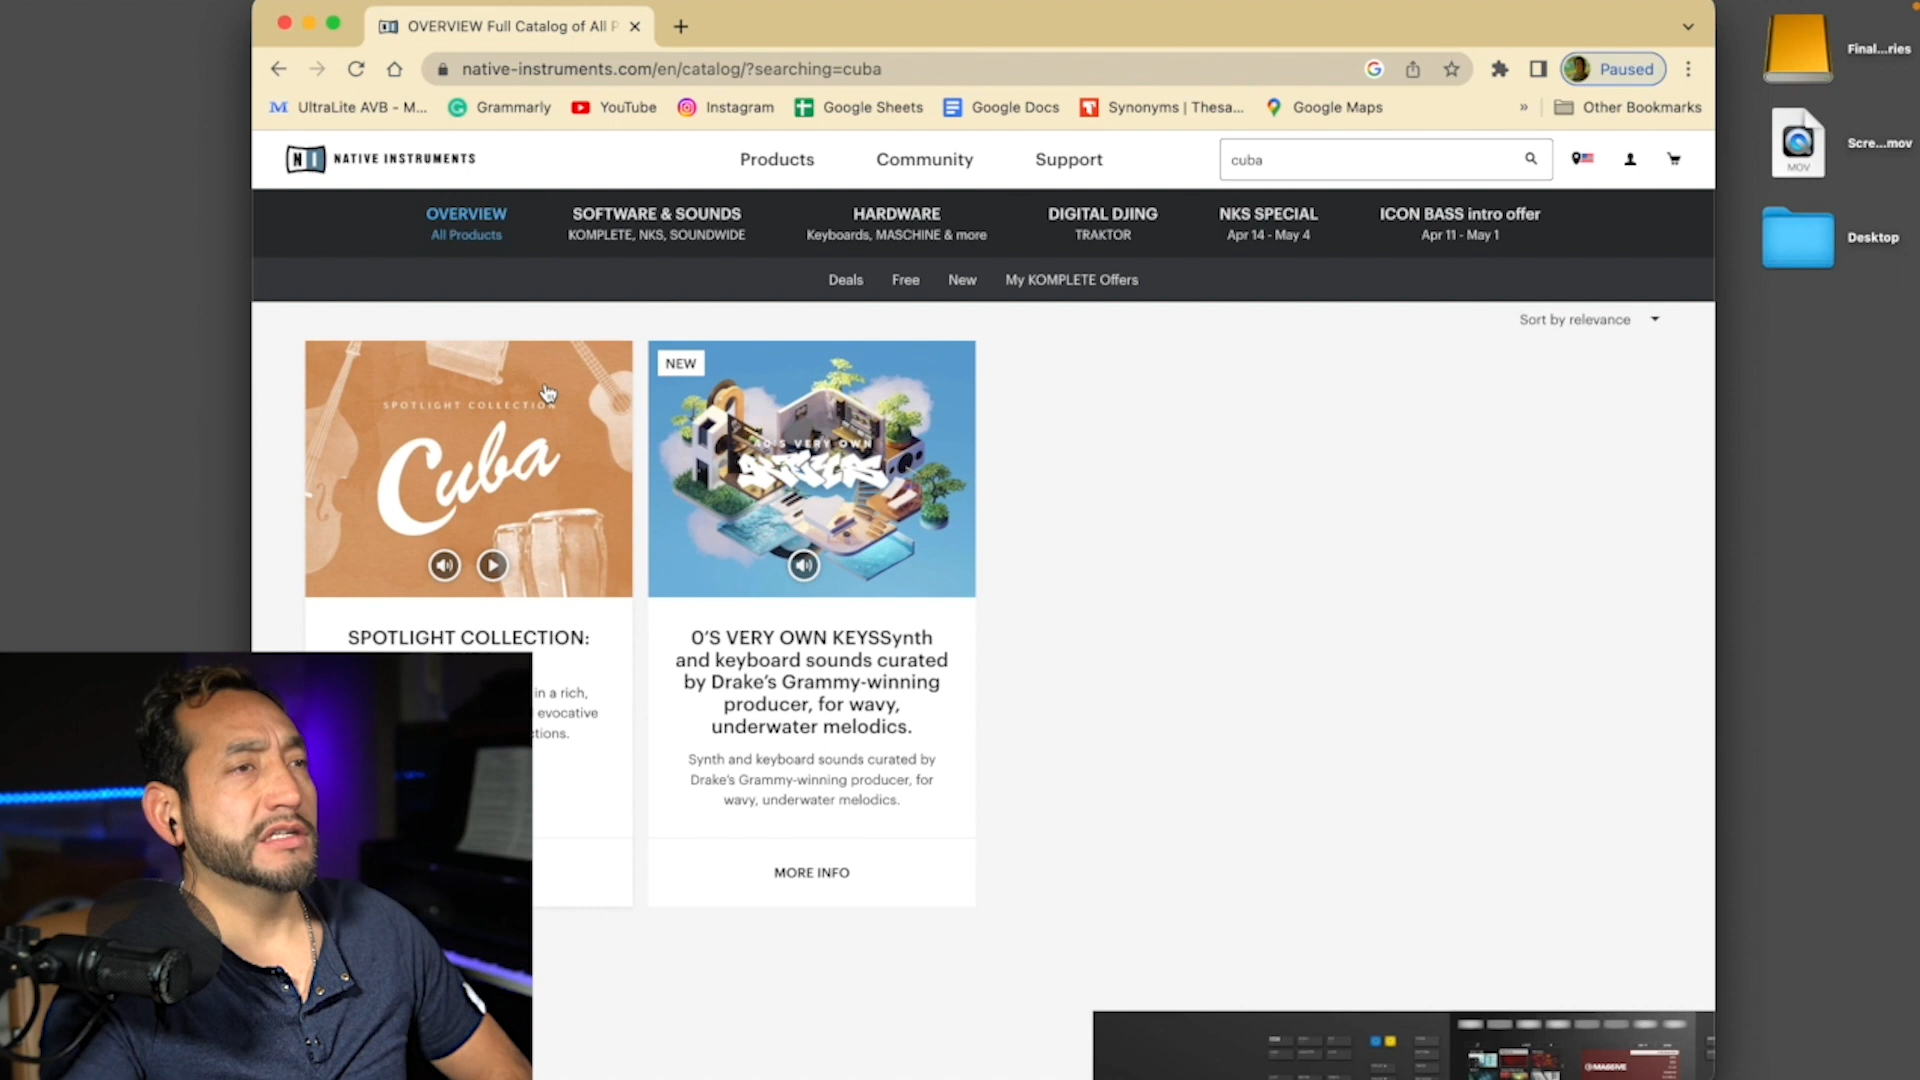 OVERVIEW Full Catalog of All P
native-instruments.com/en/catalog/?searching=cuba
Paused
UltraLite AVB - M...
Grammarly
YouTube
Instagram
Google Sheets
Google Docs
Synonyms | Thesa...
Google Maps
»
Other Bookmarks
NATIVE INSTRUMENTS
Products
Community
Support
cuba
OVERVIEW
All Products
SOFTWARE & SOUNDS
KOMPLETE, NKS, SOUNDWIDE
HARDWARE
Keyboards, MASCHINE & more
DIGITAL DJING
TRAKTOR
NKS SPECIAL
Apr 14 - May 4
ICON BASS intro offer
Apr 11 - May 1
Deals
Free
New
My KOMPLETE Offers
Sort by relevance
SPOTLIGHT COLLECTION
Cuba
NEW
40'S VERY OWN
KEYS
SPOTLIGHT COLLECTION:
in a rich,
evocative
0'S VERY OWN KEYSSynth
and keyboard sounds curated
by Drake's Grammy-winning
producer, for wavy,
underwater melodics.
Synth and keyboard sounds curated by
Drake's Grammy-winning producer, for
wavy, underwater melodics.
MORE INFO
Final...ries
Scre...mov
MOV
Desktop
MASSIVE